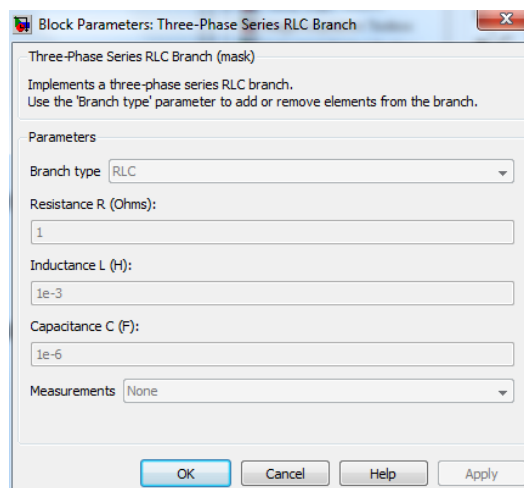 Block Parameters: Three-Phase Series RLC Branch
Three-Phase Series RLC Branch (mask)
Implements a three-phase series RLC branch.
Use the 'Branch type' parameter to add or remove elements from the branch.
Parameters
Branch type RLC
Resistance R (Ohms):
1
Inductance L (H):
1e-3
Capacitance C (F):
1e-6
Measurements None
OK Cancel Help Apply